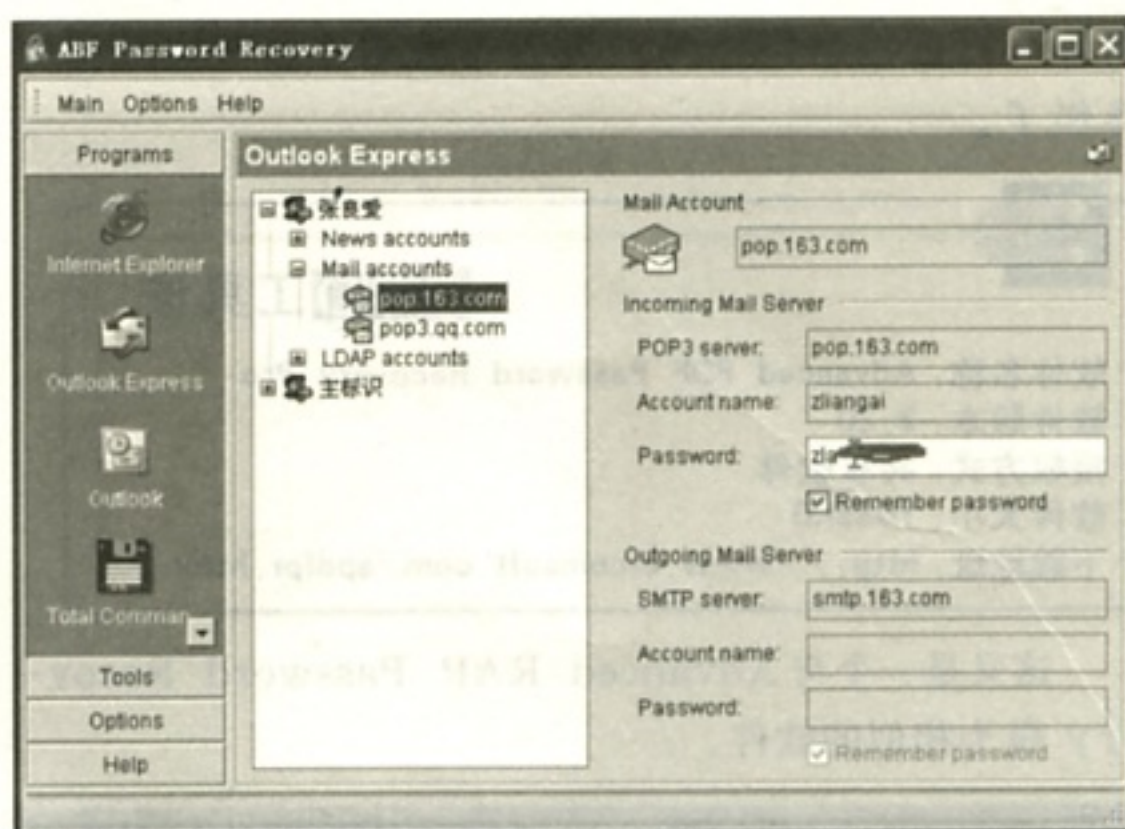 ABF Password Recovery
Main Options Help
Programs
Internet Explorer
Outlook Express
Outlook
Total Comman
Tools
Options
Help
Outlook Express
张良爱
News accounts
Mail accounts
pop.163.com
pop3.qq.com
LDAP accounts
主标识
Mail Account
pop.163.com
Incoming Mail Server
POP3 server: pop.163.com
Account name: zliangai
Password: zla
Remember password
Outgoing Mail Server
SMTP server: smtp.163.com
Account name:
Password:
Remember password